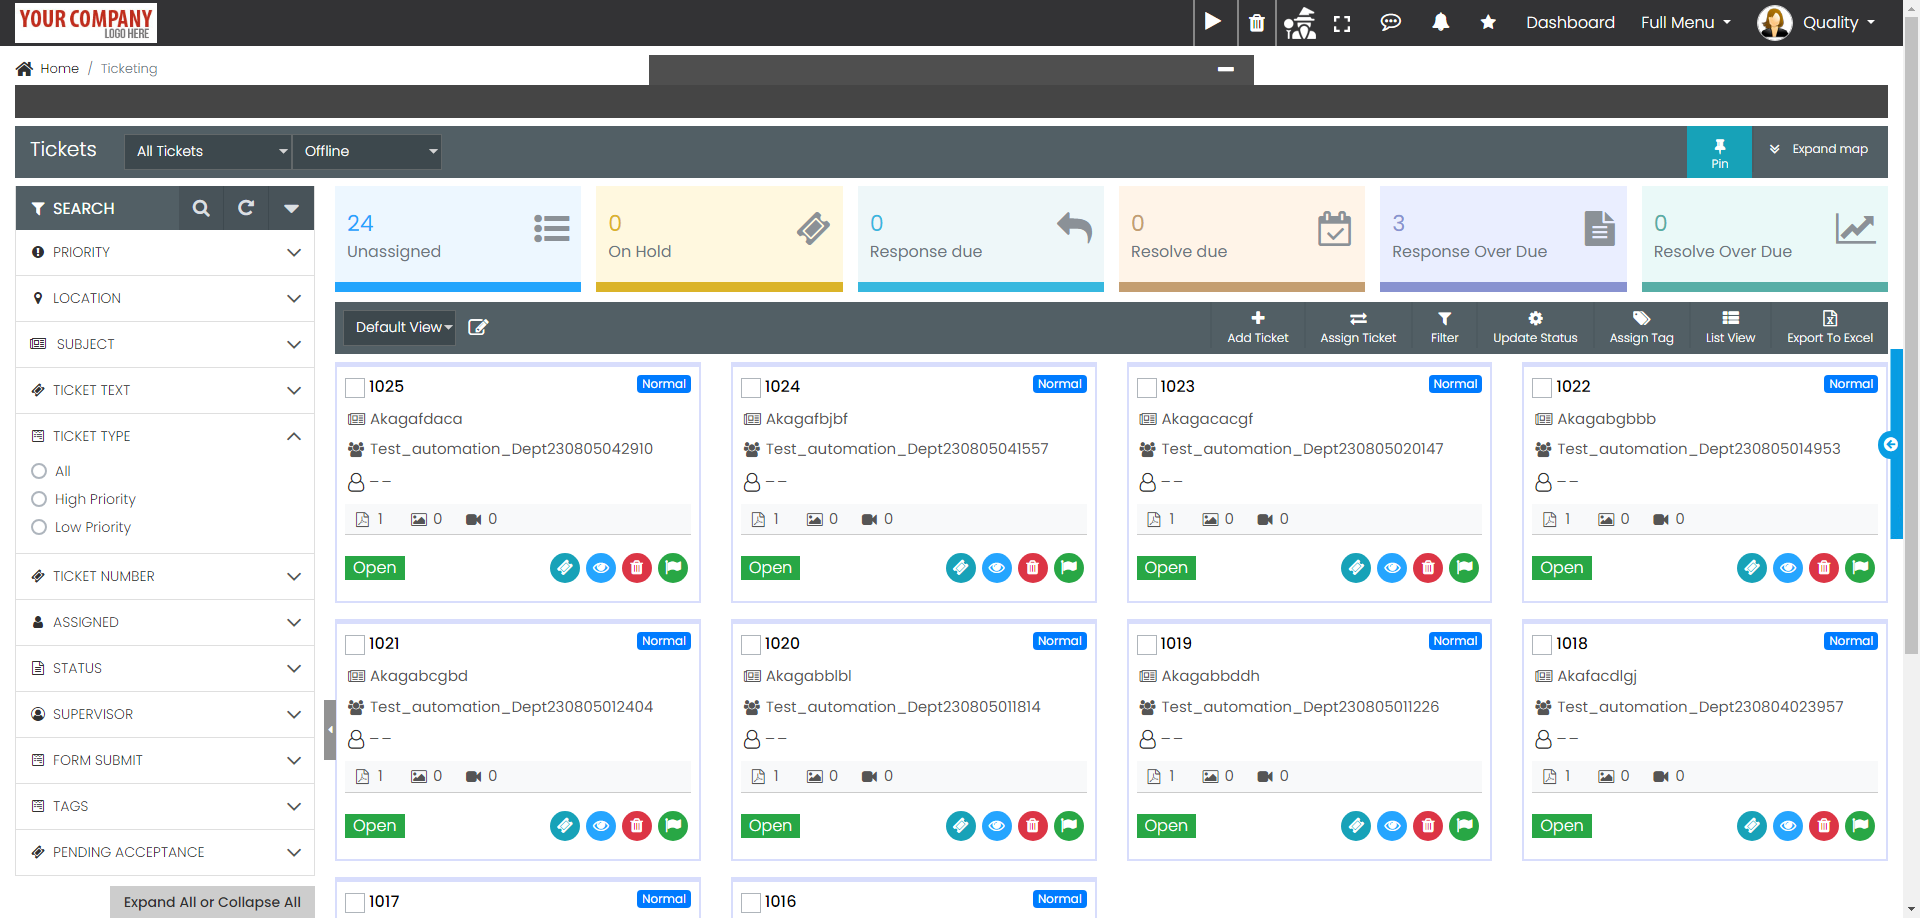 YOUR COMPANY
LOGO HERE
Dashboard
Full Menu
Quality
Home / Ticketing
Tickets
All Tickets
Offline
Pin
Expand map
SEARCH
PRIORITY
LOCATION
SUBJECT
TICKET TEXT
TICKET TYPE
All
High Priority
Low Priority
TICKET NUMBER
ASSIGNED
STATUS
SUPERVISOR
FORM SUBMIT
TAGS
PENDING ACCEPTANCE
Expand All or Collapse All
24
Unassigned
0
On Hold
0
Response due
0
Resolve due
3
Response Over Due
0
Resolve Over Due
Default View
Add Ticket
Assign Ticket
Filter
Update Status
Assign Tag
List View
Export To Excel
1025
Normal
Akagafdaca
Test_automation_Dept230805042910
--
1 0 0
Open
1024
Normal
Akagafbjbf
Test_automation_Dept230805041557
--
1 0 0
Open
1023
Normal
Akagacacgf
Test_automation_Dept230805020147
--
1 0 0
Open
1022
Normal
Akagabgbbb
Test_automation_Dept230805014953
--
1 0 0
Open
1021
Normal
Akagabcgbd
Test_automation_Dept230805012404
--
1 0 0
Open
1020
Normal
Akagabblbl
Test_automation_Dept230805011814
--
1 0 0
Open
1019
Normal
Akagabbddh
Test_automation_Dept230805011226
--
1 0 0
Open
1018
Normal
Akafacdlgj
Test_automation_Dept230804023957
--
1 0 0
Open
1017
Normal
1016
Normal